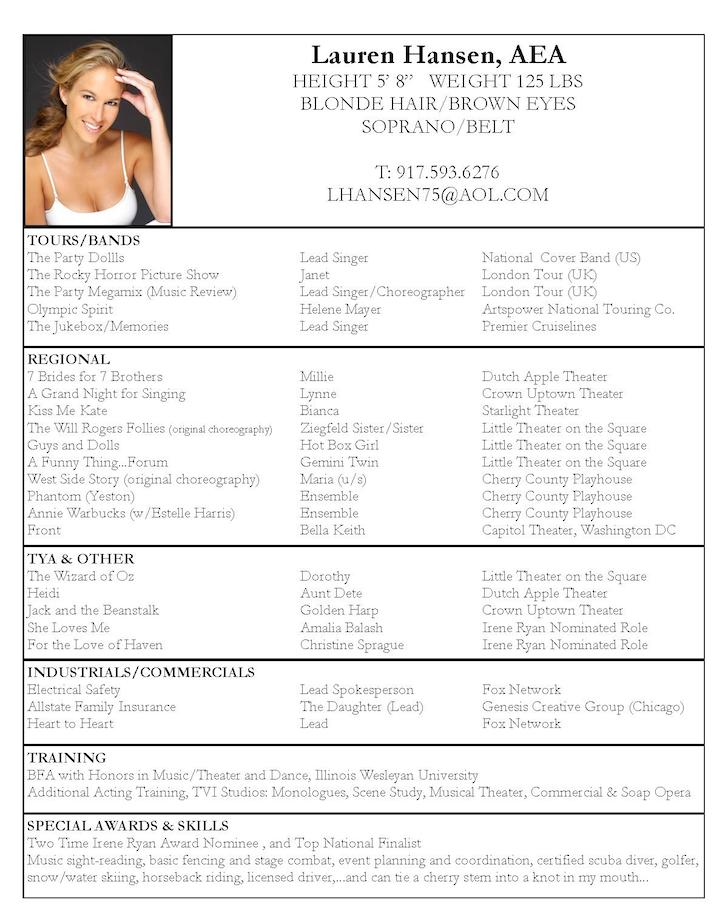 Lauren Hansen, AEA
HEIGHT 5' 8" WEIGHT 125 LBS
BLONDE HAIR/BROWN EYES
SOPRANO/BELT
T: 917.593.6276
LHANSEN75@AOL.COM
TOURS/BANDS
The Party Dollls Lead Singer National Cover Band (US)
The Rocky Horror Picture Show Janet London Tour (UK)
The Party Megamix (Music Review) Lead Singer/Choreographer London Tour (UK)
Olympic Spirit Helene Mayer Artspower National Touring Co.
The Jukebox/Memories Lead Singer Premier Cruiselines
REGIONAL
7 Brides for 7 Brothers Millie Dutch Apple Theater
A Grand Night for Singing Lynne Crown Uptown Theater
Kiss Me Kate Bianca Starlight Theater
The Will Rogers Follies (original choreography) Ziegfeld Sister/Sister Little Theater on the Square
Guys and Dolls Hot Box Girl Little Theater on the Square
A Funny Thing...Forum Gemini Twin Little Theater on the Square
West Side Story (original choreography) Maria (u/s) Cherry County Playhouse
Phantom (Yeston) Ensemble Cherry County Playhouse
Annie Warbucks (w/Estelle Harris) Ensemble Cherry County Playhouse
Front Bella Keith Capitol Theater, Washington DC
TYA & OTHER
The Wizard of Oz Dorothy Little Theater on the Square
Heidi Aunt Dete Dutch Apple Theater
Jack and the Beanstalk Golden Harp Crown Uptown Theater
She Loves Me Amalia Balash Irene Ryan Nominated Role
For the Love of Haven Christine Sprague Irene Ryan Nominated Role
INDUSTRIALS/COMMERCIALS
Electrical Safety Lead Spokesperson Fox Network
Allstate Family Insurance The Daughter (Lead) Genesis Creative Group (Chicago)
Heart to Heart Lead Fox Network
TRAINING
BFA with Honors in Music/Theater and Dance, Illinois Wesleyan University
Additional Acting Training, TVI Studios: Monologues, Scene Study, Musical Theater, Commercial & Soap Opera
SPECIAL AWARDS & SKILLS
Two Time Irene Ryan Award Nominee , and Top National Finalist
Music sight-reading, basic fencing and stage combat, event planning and coordination, certified scuba diver, golfer,
snow/water skiing, horseback riding, licensed driver,...and can tie a cherry stem into a knot in my mouth...